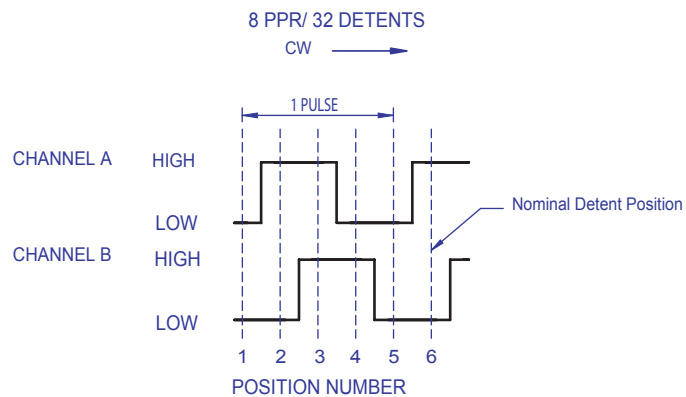 8 PPR/ 32 DETENTS
CW
1 PULSE
CHANNEL A HIGH
LOW
Nominal Detent Position
CHANNEL B HIGH
LOW
1 2 3 4 5 6
POSITION NUMBER